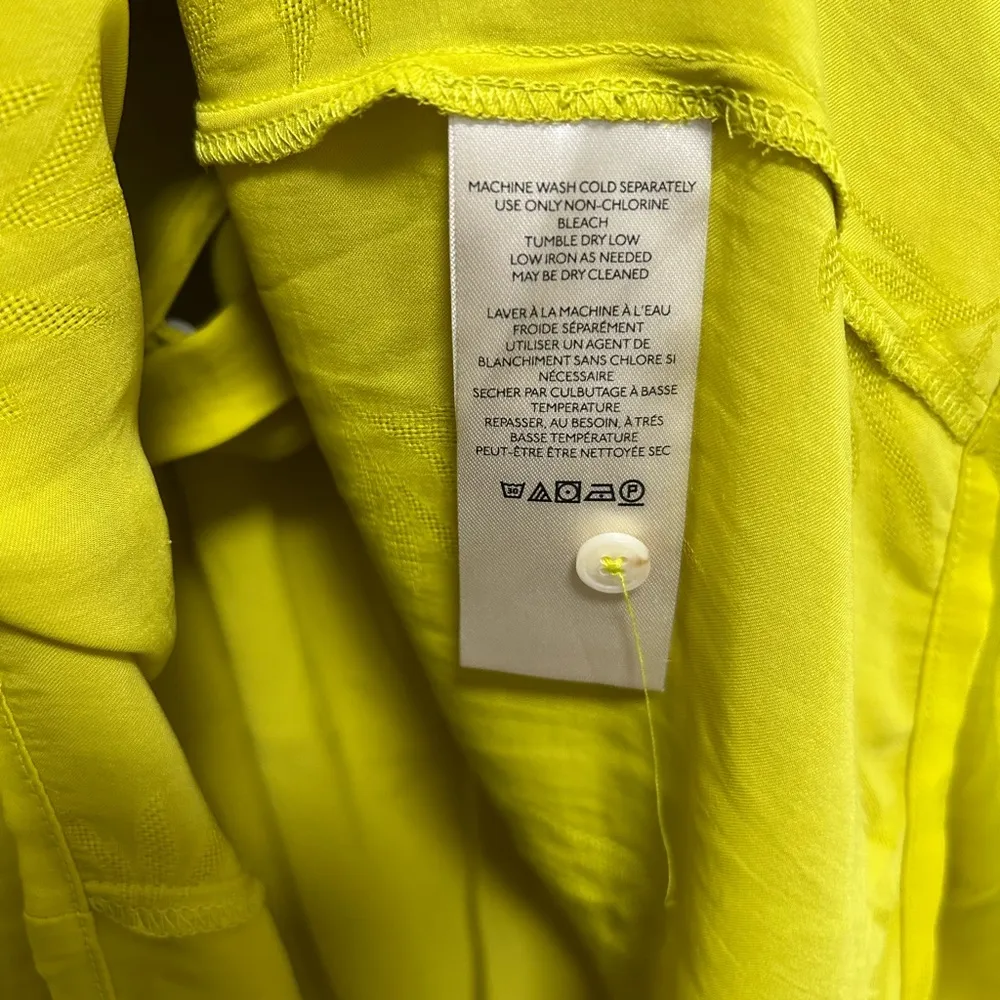 MACHINE WASH COLD SEPARATELY
USE ONLY NON-CHLORINE
BLEACH
TUMBLE DRY LOW
LOW IRON AS NEEDED
MAY BE DRY CLEANED
LAVER À LA MACHINE À L'EAU
FROIDE SÉPARÉMENT
UTILISER UN AGENT DE
BLANCHIMENT SANS CHLORE SI
NÉCESSAIRE
SECHER PAR CULBUTAGE À BASSE
TEMPERATURE
REPASSER, AU BESOIN, À TRÉS
BASSE TEMPÉRATURE
PEUT-ÊTRE ÊTRE NETTOYÉE SEC
30 P